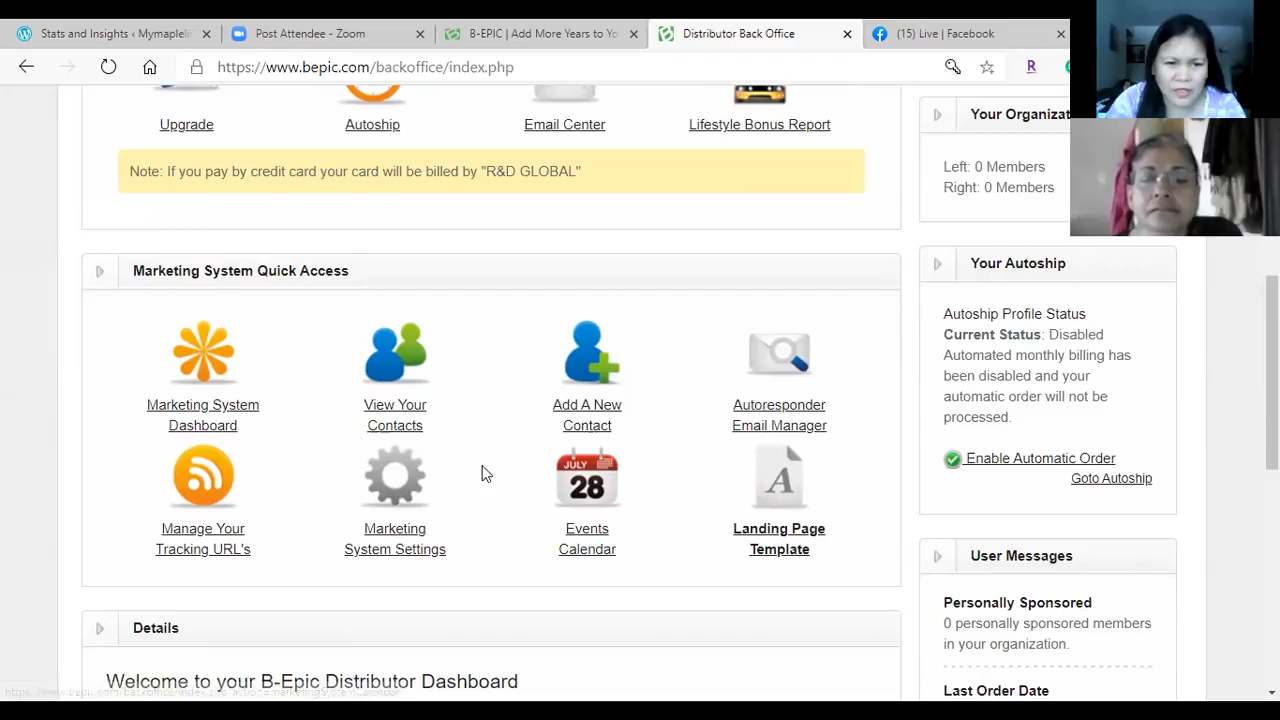 Stats and Insights ‹ Mymaplelin
Post Attendee - Zoom
B-EPIC | Add More Years to Yo
Distributor Back Office
(15) Live | Facebook
https://www.bepic.com/backoffice/index.php
Upgrade
Autoship
Email Center
Lifestyle Bonus Report
Note: If you pay by credit card your card will be billed by "R&D GLOBAL"
Marketing System Quick Access
Marketing System
Dashboard
View Your
Contacts
Add A New
Contact
Autoresponder
Email Manager
JULY
28
A
Manage Your
Tracking URL's
Marketing
System Settings
Events
Calendar
Landing Page
Template
Details
Welcome to your B-Epic Distributor Dashboard
Your Organizat
Left: 0 Members
Right: 0 Members
Your Autoship
Autoship Profile Status
Current Status: Disabled
Automated monthly billing has
been disabled and your
automatic order will not be
processed.
Enable Automatic Order
Goto Autoship
User Messages
Personally Sponsored
0 personally sponsored members
in your organization.
Last Order Date